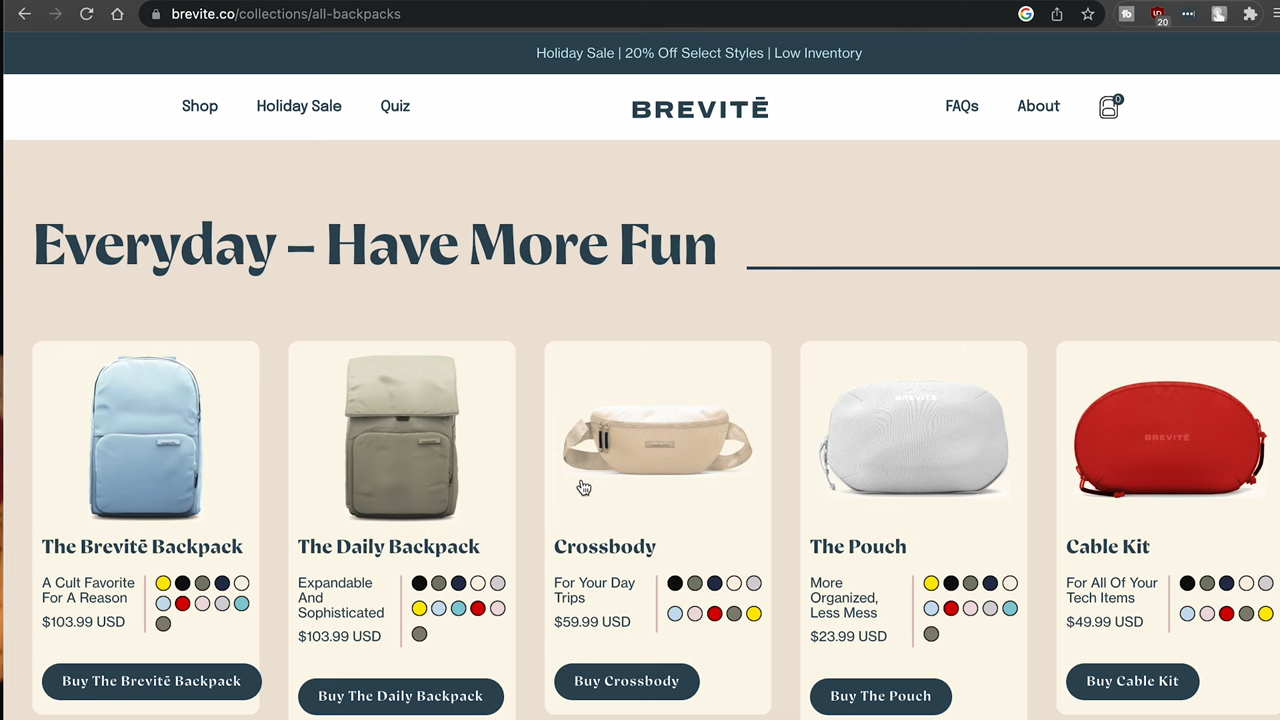 brevite.co/collections/all-backpacks
20
Holiday Sale | 20% Off Select Styles | Low Inventory
Shop Holiday Sale Quiz BREVITĒ FAQs About 0
Everyday – Have More Fun
BREVITĒ
BREVITĒ
The Brevitē Backpack
A Cult Favorite
For A Reason
$103.99 USD
Buy The Brevitē Backpack
The Daily Backpack
Expandable
And
Sophisticated
$103.99 USD
Buy The Daily Backpack
Crossbody
For Your Day
Trips
$59.99 USD
Buy Crossbody
The Pouch
More
Organized,
Less Mess
$23.99 USD
Buy The Pouch
Cable Kit
For All Of Your
Tech Items
$49.99 USD
Buy Cable Kit